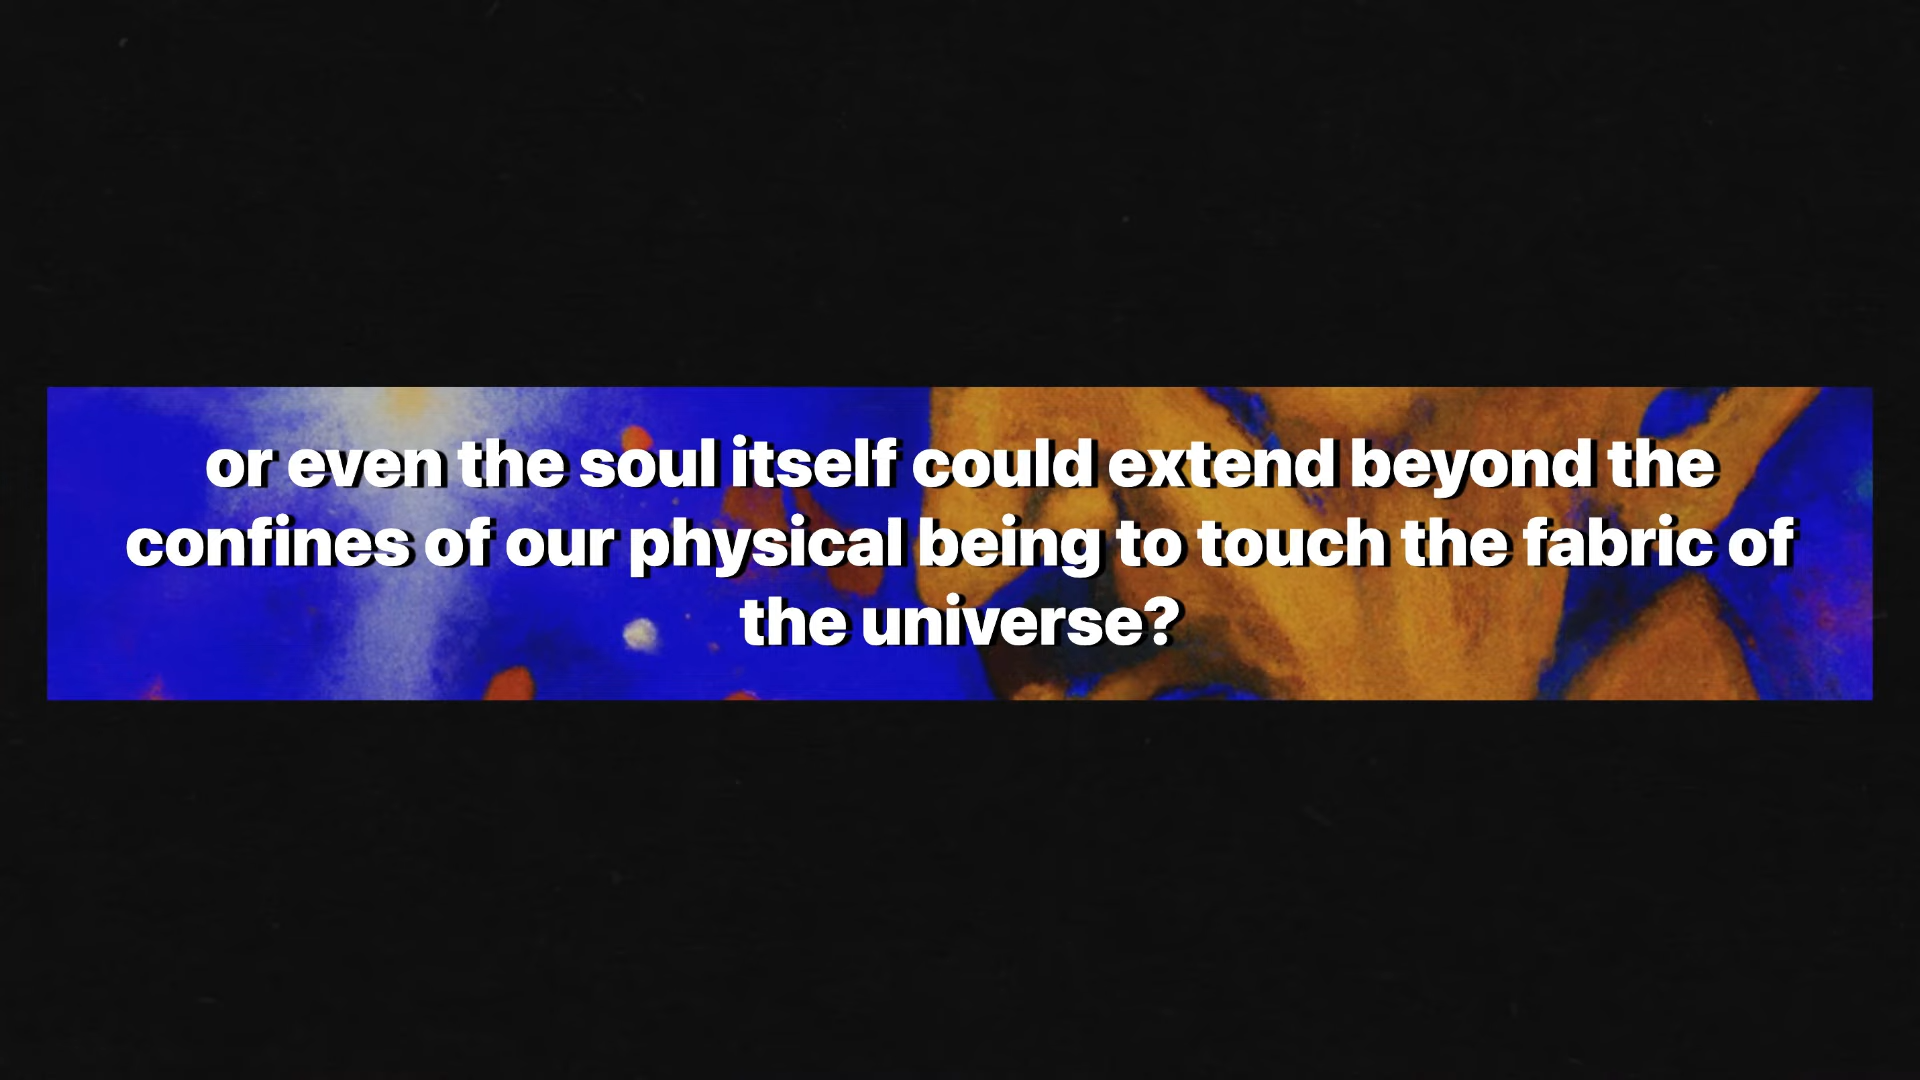 or even the soul itself could extend beyond the
confines of our physical being to touch the fabric of
the universe?